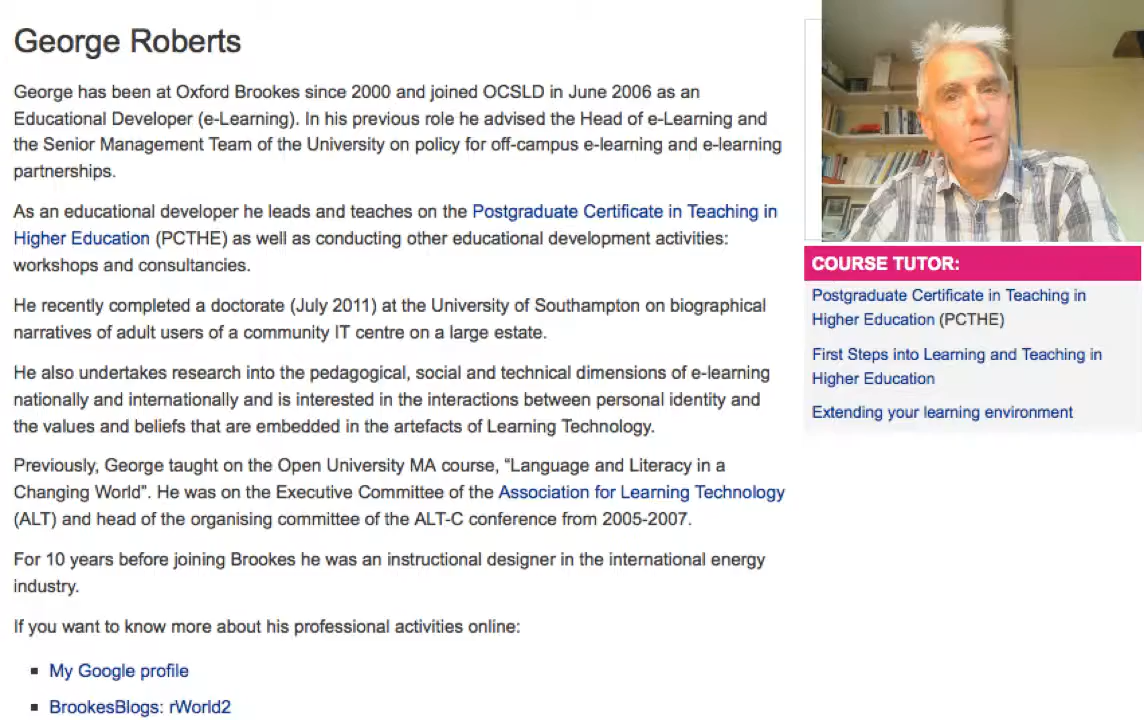 George Roberts
George has been at Oxford Brookes since 2000 and joined OCSLD in June 2006 as an
Educational Developer (e-Learning). In his previous role he advised the Head of e-Learning and
the Senior Management Team of the University on policy for off-campus e-learning and e-learning
partnerships.
As an educational developer he leads and teaches on the Postgraduate Certificate in Teaching in
Higher Education (PCTHE) as well as conducting other educational development activities:
workshops and consultancies.
He recently completed a doctorate (July 2011) at the University of Southampton on biographical
narratives of adult users of a community IT centre on a large estate.
He also undertakes research into the pedagogical, social and technical dimensions of e-learning
nationally and internationally and is interested in the interactions between personal identity and
the values and beliefs that are embedded in the artefacts of Learning Technology.
Previously, George taught on the Open University MA course, “Language and Literacy in a
Changing World”. He was on the Executive Committee of the Association for Learning Technology
(ALT) and head of the organising committee of the ALT-C conference from 2005-2007.
For 10 years before joining Brookes he was an instructional designer in the international energy
industry.
If you want to know more about his professional activities online:
▪ My Google profile
▪ BrookesBlogs: rWorld2
COURSE TUTOR:
Postgraduate Certificate in Teaching in
Higher Education (PCTHE)
First Steps into Learning and Teaching in
Higher Education
Extending your learning environment